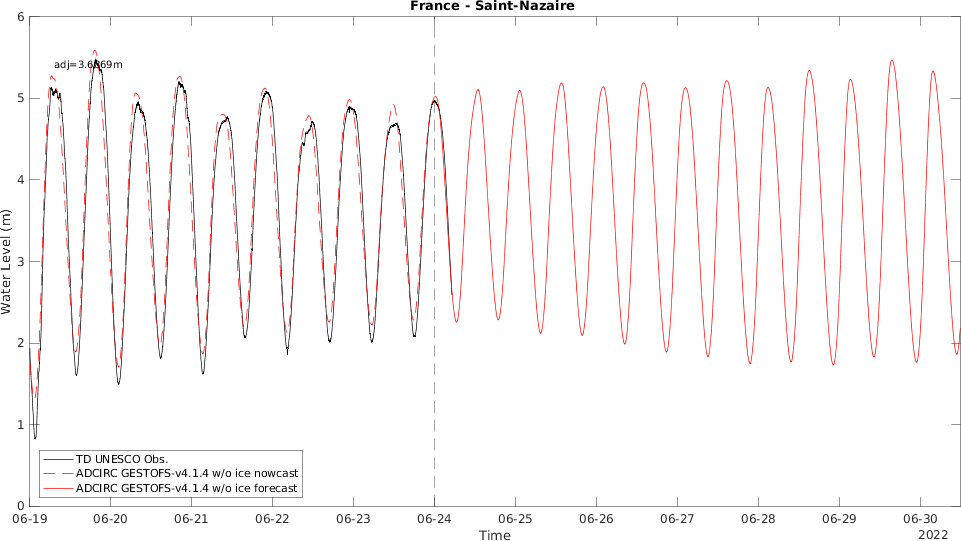 France - Saint-Nazaire
6
adj=3.6869m
5
4
3
2
1
0
Water Level (m)
TD UNESCO Obs.
ADCIRC GESTOFS-v4.1.4 w/o ice nowcast
ADCIRC GESTOFS-v4.1.4 w/o ice forecast
06-19 06-20 06-21 06-22 06-23 06-24 06-25 06-26 06-27 06-28 06-29 06-30
Time
2022